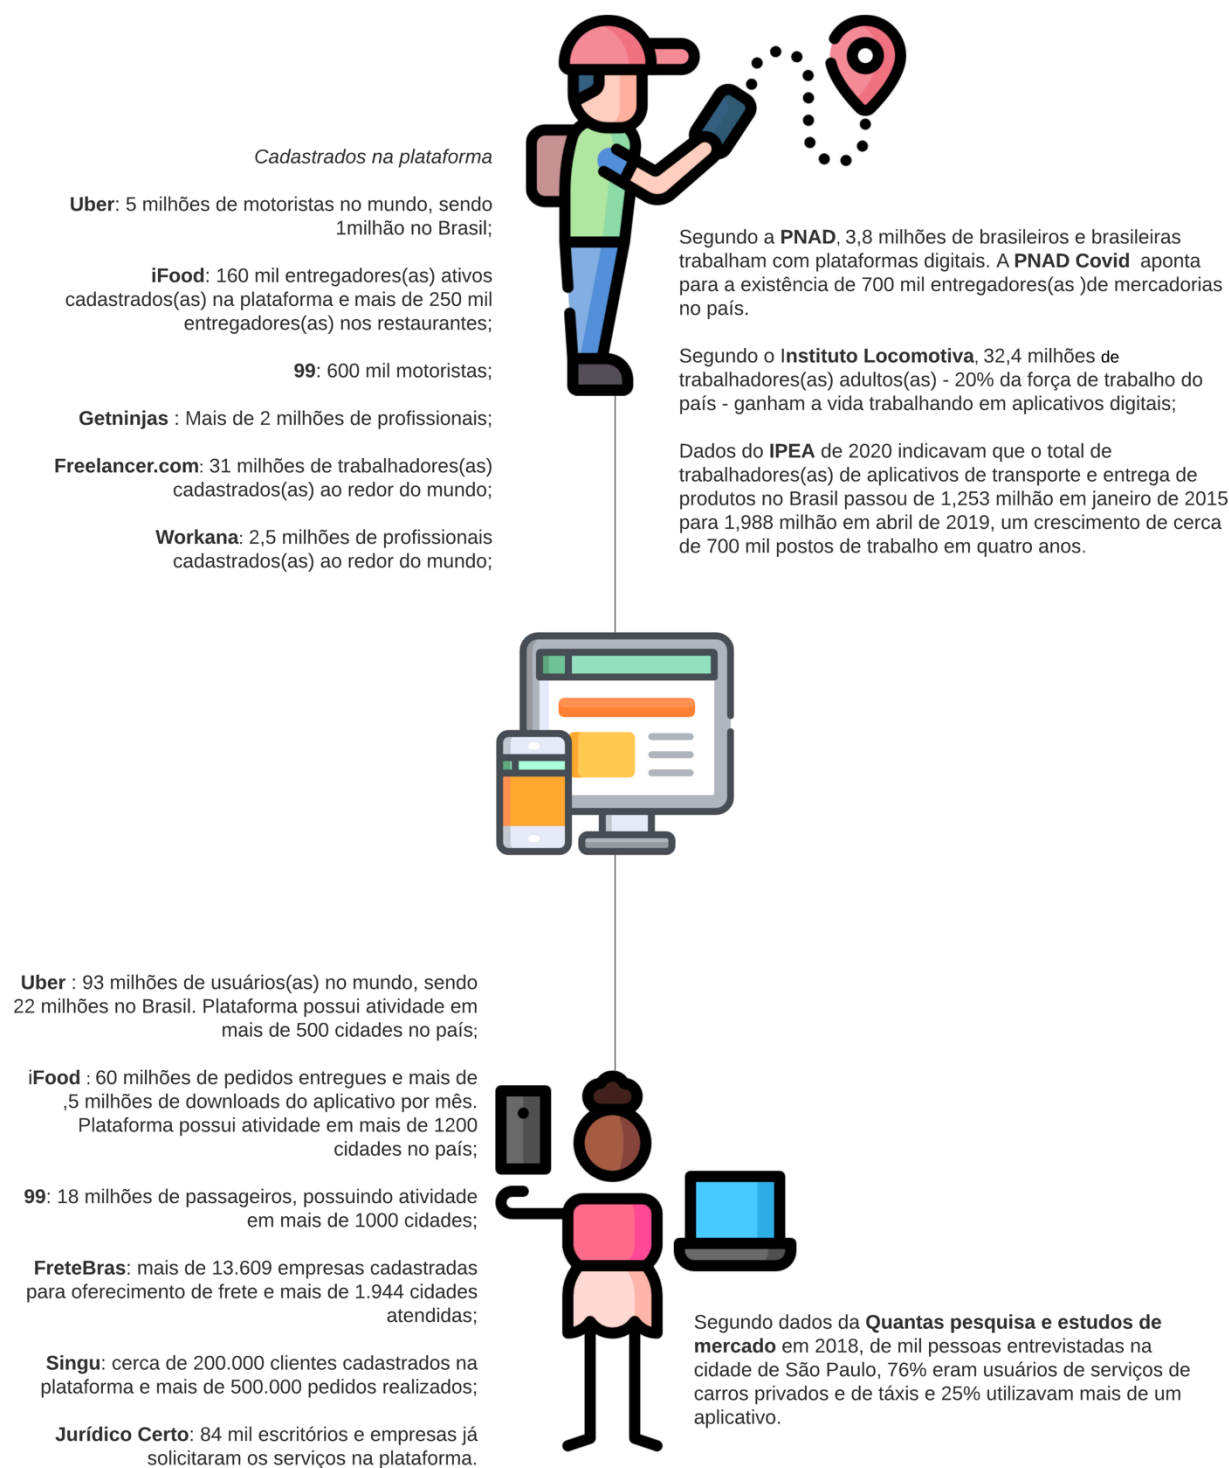 Cadastrados na plataforma
Uber: 5 milhões de motoristas no mundo, sendo
1milhão no Brasil;
iFood: 160 mil entregadores(as) ativos
cadastrados(as) na plataforma e mais de 250 mil
entregadores(as) nos restaurantes;
99: 600 mil motoristas;
Getninjas : Mais de 2 milhões de profissionais;
Freelancer.com: 31 milhões de trabalhadores(as)
cadastrados(as) ao redor do mundo;
Workana: 2,5 milhões de profissionais
cadastrados(as) ao redor do mundo;
Segundo a PNAD, 3,8 milhões de brasileiros e brasileiras
trabalham com plataformas digitais. A PNAD Covid aponta
para a existência de 700 mil entregadores(as )de mercadorias
no país.
Segundo o Instituto Locomotiva, 32,4 milhões de
trabalhadores(as) adultos(as) - 20% da força de trabalho do
país - ganham a vida trabalhando em aplicativos digitais;
Dados do IPEA de 2020 indicavam que o total de
trabalhadores(as) de aplicativos de transporte e entrega de
produtos no Brasil passou de 1,253 milhão em janeiro de 2015
para 1,988 milhão em abril de 2019, um crescimento de cerca
de 700 mil postos de trabalho em quatro anos.
Uber : 93 milhões de usuários(as) no mundo, sendo
22 milhões no Brasil. Plataforma possui atividade em
mais de 500 cidades no país;
iFood : 60 milhões de pedidos entregues e mais de
,5 milhões de downloads do aplicativo por mês.
Plataforma possui atividade em mais de 1200
cidades no país;
99: 18 milhões de passageiros, possuindo atividade
em mais de 1000 cidades;
FreteBras: mais de 13.609 empresas cadastradas
para oferecimento de frete e mais de 1.944 cidades
atendidas;
Singu: cerca de 200.000 clientes cadastrados na
plataforma e mais de 500.000 pedidos realizados;
Jurídico Certo: 84 mil escritórios e empresas já
solicitaram os serviços na plataforma.
Segundo dados da Quantas pesquisa e estudos de
mercado em 2018, de mil pessoas entrevistadas na
cidade de São Paulo, 76% eram usuários de serviços de
carros privados e de táxis e 25% utilizavam mais de um
aplicativo.